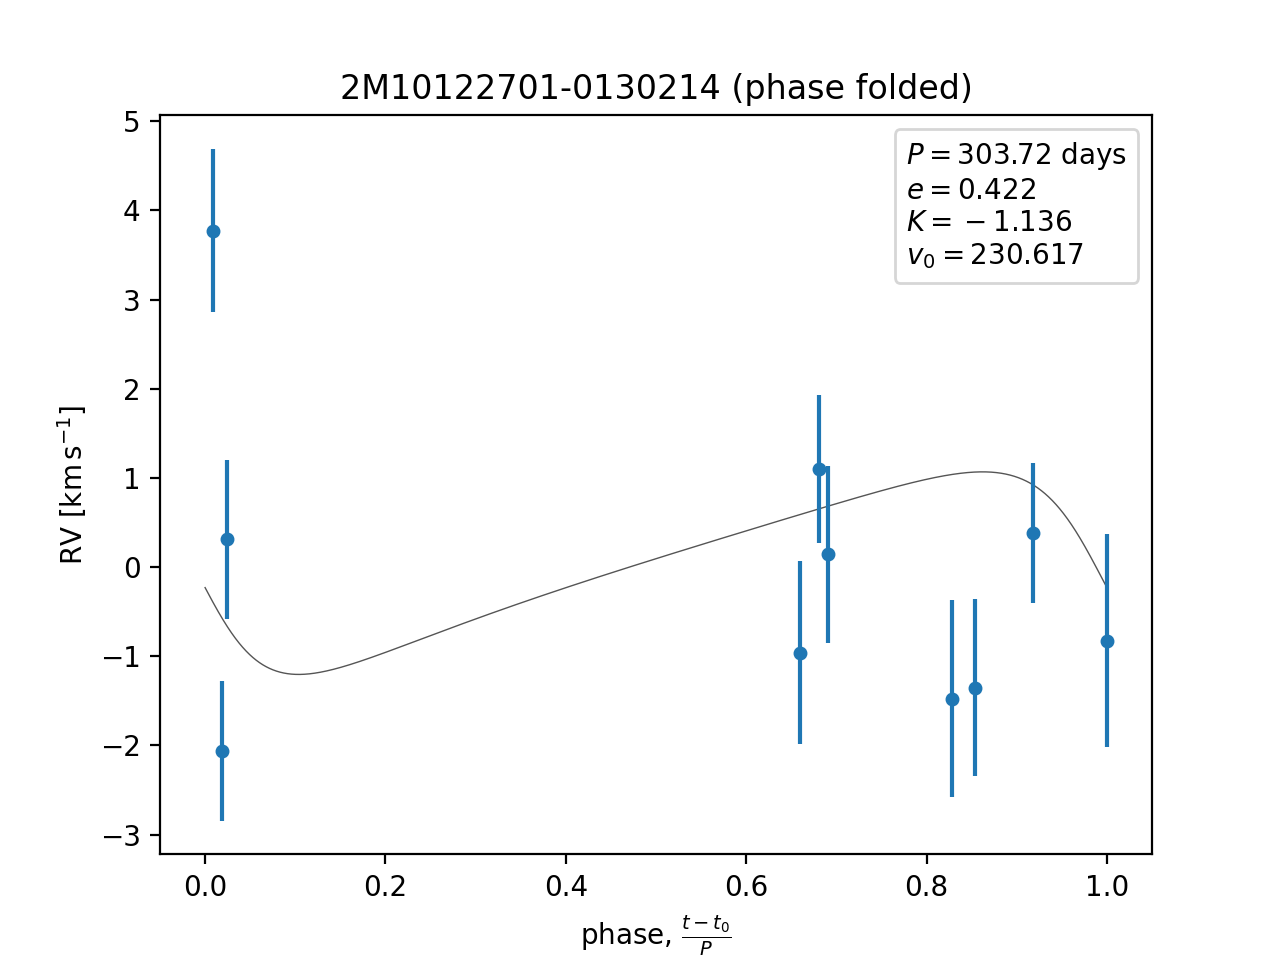 2M10122701-0130214 (phase folded)
P = 303.72 days
e = 0.422
K = −1.136
v₀ = 230.617
RV [km s⁻¹]
5
4
3
2
1
0
−1
−2
−3
0.0 0.2 0.4 0.6 0.8 1.0
phase, (t − t₀)/P